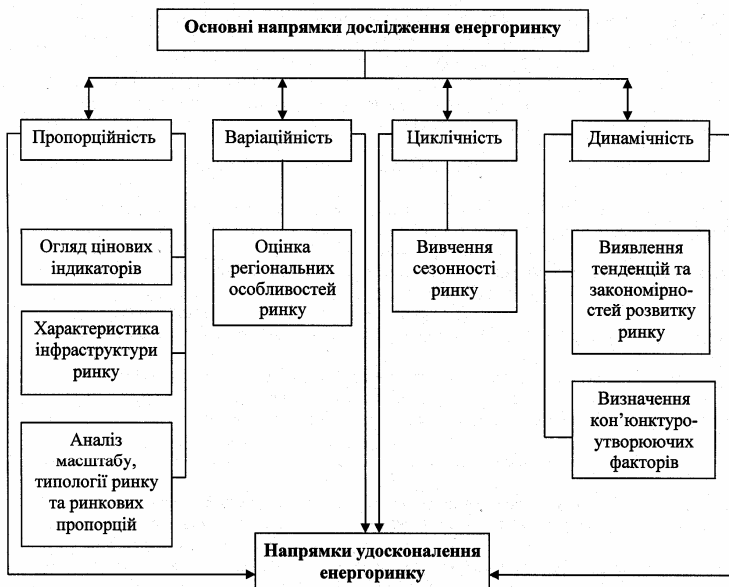 Основні напрямки дослідження енергоринку
Пропорційність
Варіаційність
Циклічність
Динамічність
Огляд цінових
індикаторів
Характеристика
інфраструктури
ринку
Аналіз
масштабу,
типології ринку
та ринкових
пропорцій
Оцінка
регіональних
особливостей
ринку
Вивчення
сезонності
ринку
Виявлення
тенденцій та
закономірно-
стей розвитку
ринку
Визначення
кон’юнктуро-
утворюючих
факторів
Напрямки удосконалення
енергоринку